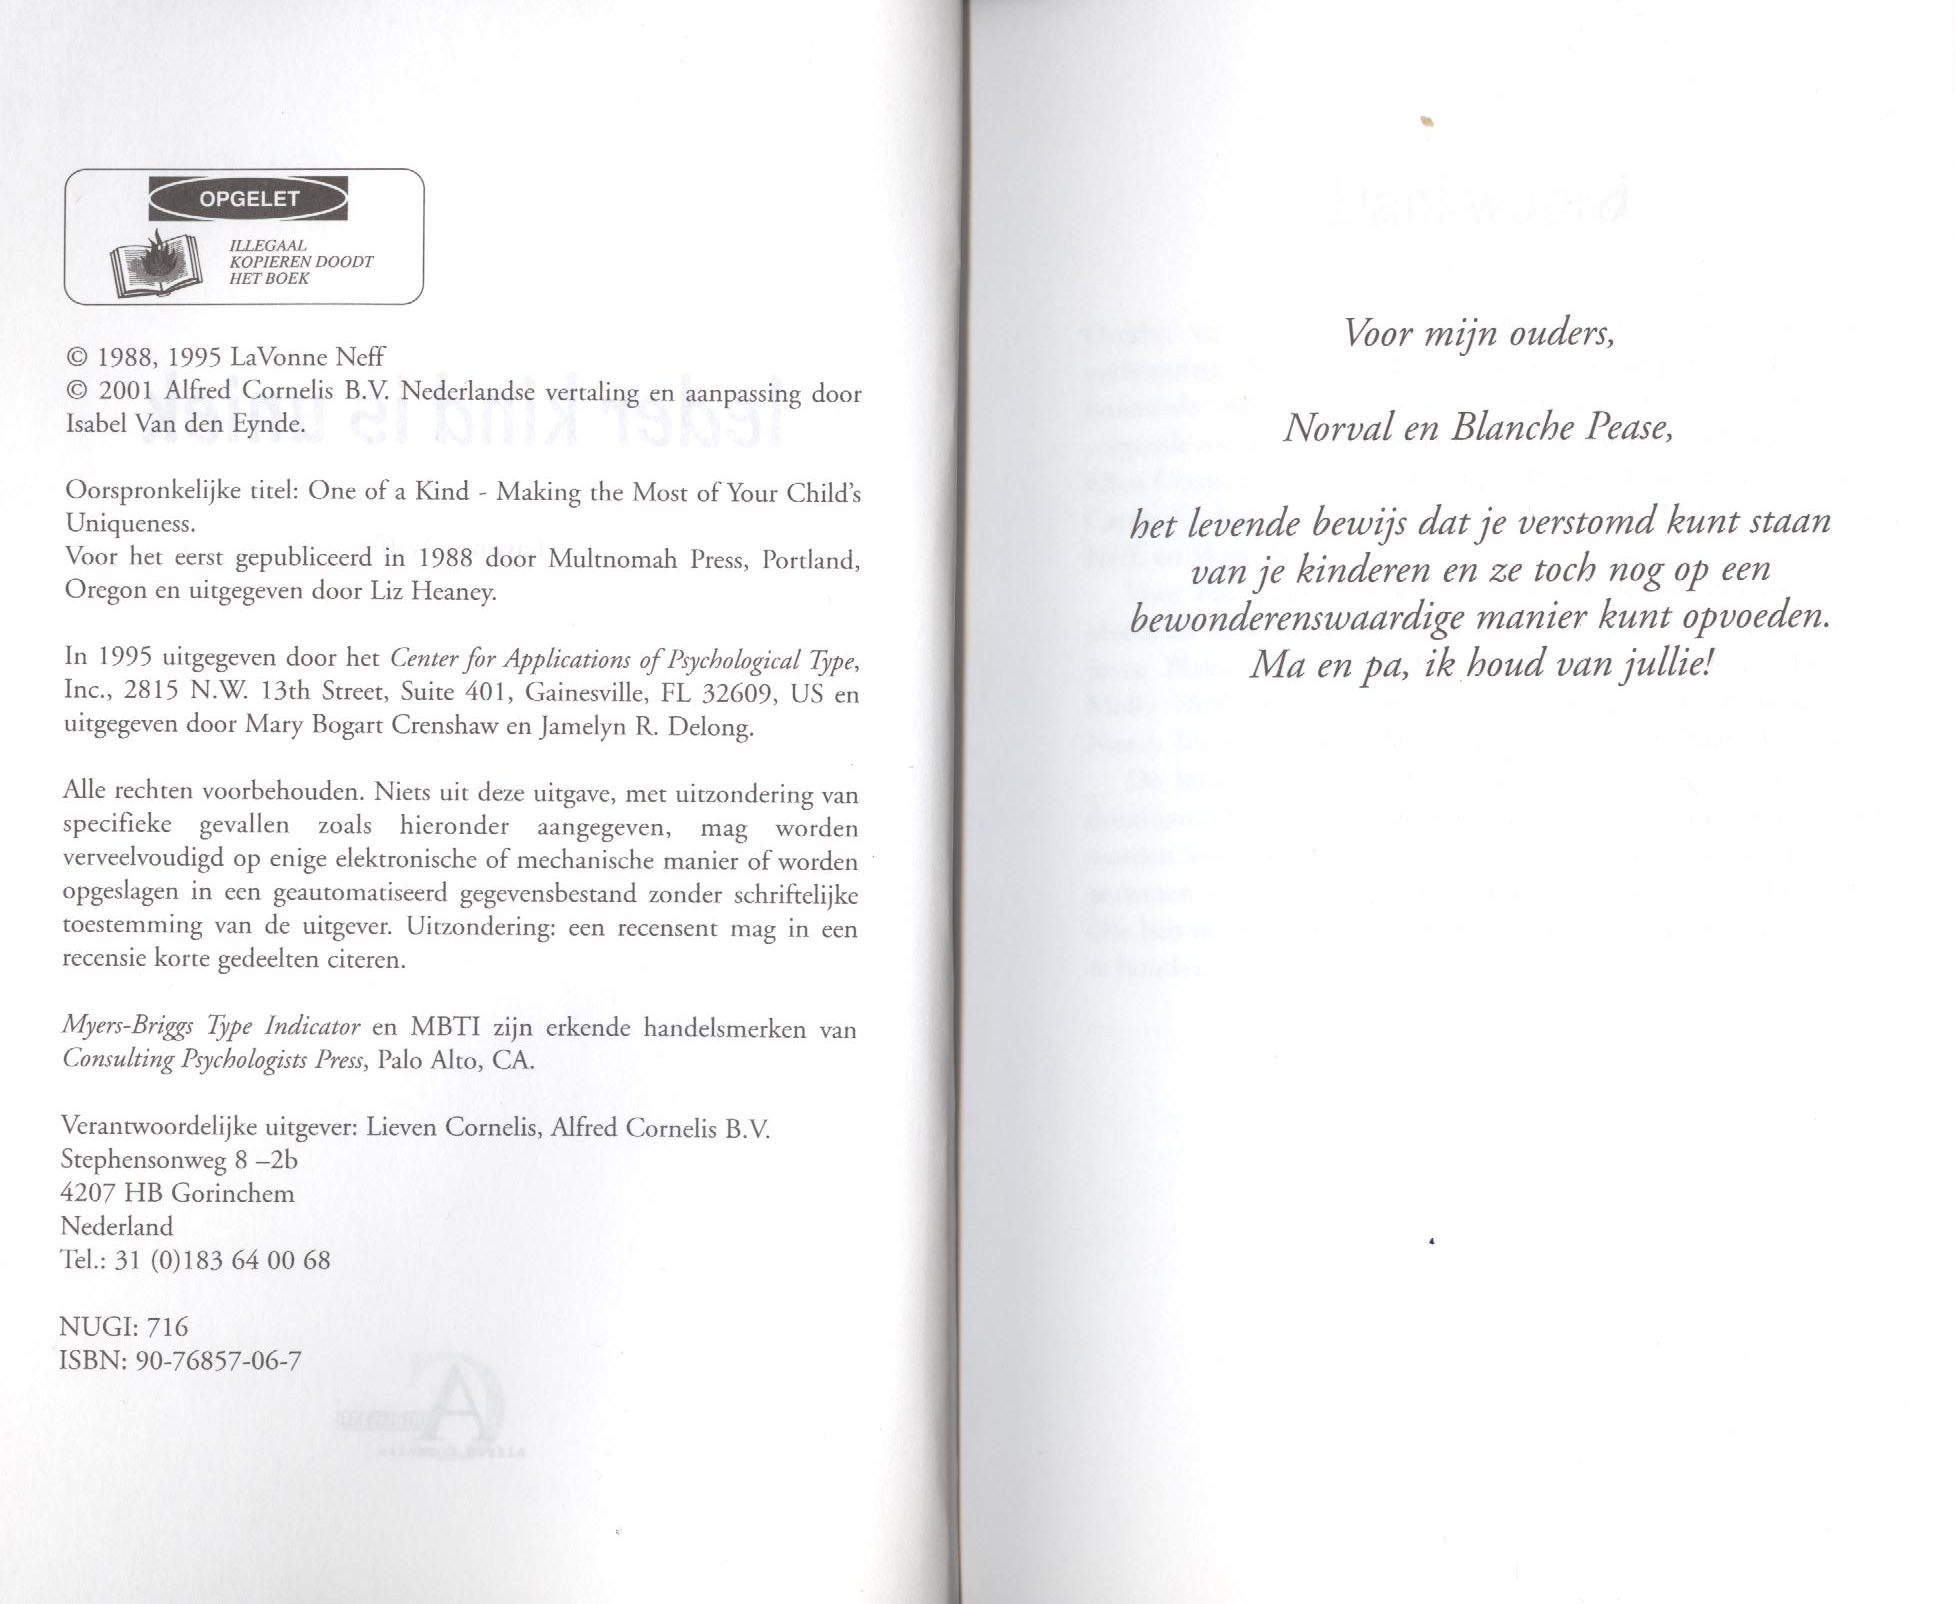 OPGELET
ILLEGAAL
KOPIEREN DOODT
HET BOEK
© 1988, 1995 LaVonne Neff
© 2001 Alfred Cornelis B.V. Nederlandse vertaling en aanpassing door
Isabel Van den Eynde.
Oorspronkelijke titel: One of a Kind - Making the Most of Your Child's
Uniqueness.
Voor het eerst gepubliceerd in 1988 door Multnomah Press, Portland,
Oregon en uitgegeven door Liz Heaney.
In 1995 uitgegeven door het Center for Applications of Psychological Type,
Inc., 2815 N.W. 13th Street, Suite 401, Gainesville, FL 32609, US en
uitgegeven door Mary Bogart Crenshaw en Jamelyn R. Delong.
Alle rechten voorbehouden. Niets uit deze uitgave, met uitzondering van
specifieke gevallen zoals hieronder aangegeven, mag worden
verveelvoudigd op enige elektronische of mechanische manier of worden
opgeslagen in een geautomatiseerd gegevensbestand zonder schriftelijke
toestemming van de uitgever. Uitzondering: een recensent mag in een
recensie korte gedeelten citeren.
Myers-Briggs Type Indicator en MBTI zijn erkende handelsmerken van
Consulting Psychologists Press, Palo Alto, CA.
Verantwoordelijke uitgever: Lieven Cornelis, Alfred Cornelis B.V.
Stephensonweg 8 –2b
4207 HB Gorinchem
Nederland
Tel.: 31 (0)183 64 00 68
NUGI: 716
ISBN: 90-76857-06-7
Voor mijn ouders,
Norval en Blanche Pease,
het levende bewijs dat je verstomd kunt staan
van je kinderen en ze toch nog op een
bewonderenswaardige manier kunt opvoeden.
Ma en pa, ik houd van jullie!